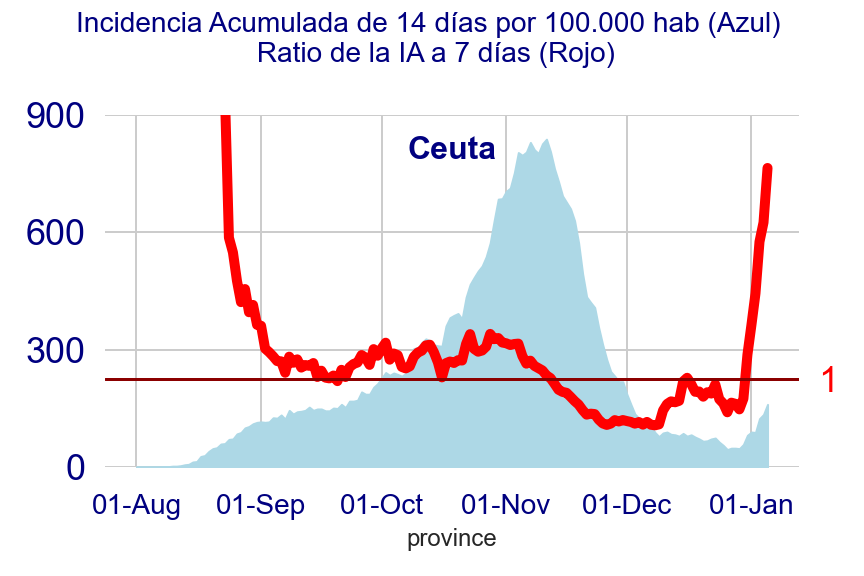 Incidencia Acumulada de 14 días por 100.000 hab (Azul)
Ratio de la IA a 7 días (Rojo)
900
Ceuta
600
300
1
0
01-Aug 01-Sep 01-Oct 01-Nov 01-Dec 01-Jan
province